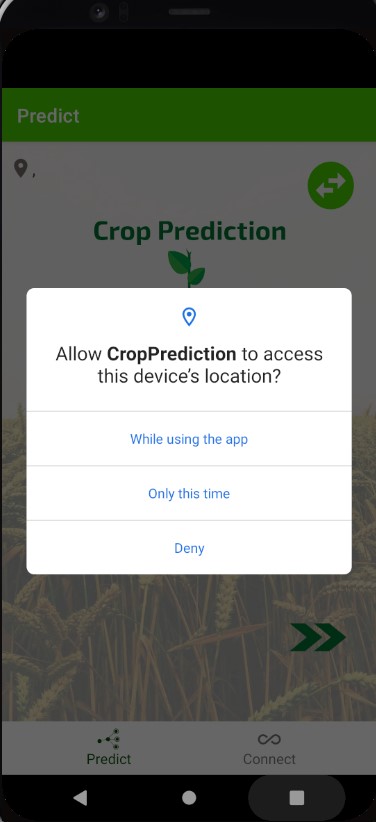 Predict
,
Crop Prediction
Allow CropPrediction to access
this device's location?
While using the app
Only this time
Deny
Predict
Connect